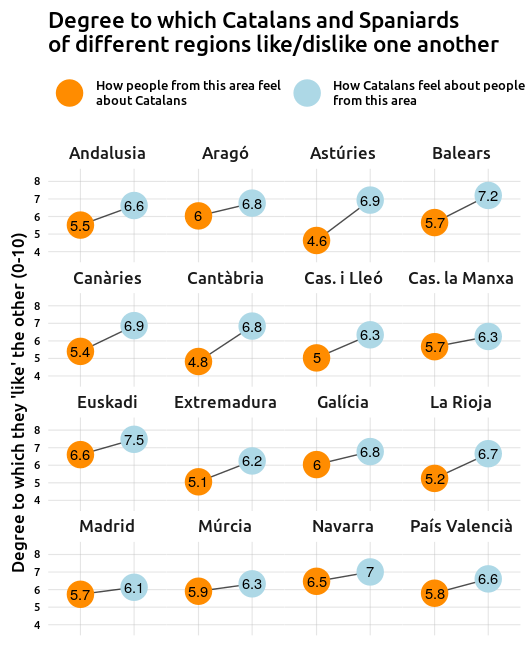 Degree to which Catalans and Spaniards
of different regions like/dislike one another
How people from this area feel
about Catalans
How Catalans feel about people
from this area
Degree to which they 'like' the other (0-10)
Andalusia Aragó Astúries Balears
8
7
6
5
4
5.5 6.6 6 6.8 4.6 6.9 5.7 7.2
Canàries Cantàbria Cas. i Lleó Cas. la Manxa
8
7
6
5
4
5.4 6.9 4.8 6.8 5 6.3 5.7 6.3
Euskadi Extremadura Galícia La Rioja
8
7
6
5
4
6.6 7.5 5.1 6.2 6 6.8 5.2 6.7
Madrid Múrcia Navarra País Valencià
8
7
6
5
4
5.7 6.1 5.9 6.3 6.5 7 5.8 6.6